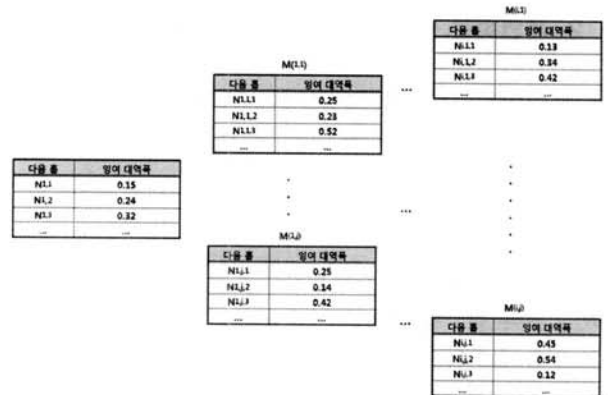 M(i,1)
다음 홉 잉여 대역폭
Ni,1,1 0.13
Ni,1,2 0.34
Ni,1,3 0.42
... ...
M(1,1)
다음 홉 잉여 대역폭
N1,1,1 0.25
N1,1,2 0.23
N1,1,3 0.52
... ...
...
다음 홉 잉여 대역폭
N1,1 0.15
N1,2 0.24
N1,3 0.32
... ...
...
M(1,j)
다음 홉 잉여 대역폭
N1,j,1 0.25
N1,j,2 0.14
N1,j,3 0.42
... ...
...
M(i,j)
다음 홉 잉여 대역폭
Ni,j,1 0.45
Ni,j,2 0.54
Ni,j,3 0.12
... ...